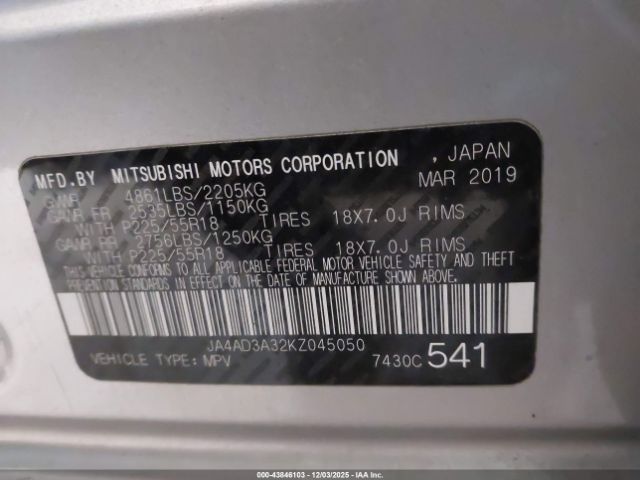 MFD.BY MITSUBISHI MOTORS CORPORATION , JAPAN
GVWR 4861LBS/2205KG MAR 2019
GAWR FR 2535LBS/1150KG
WITH P225/55R18 TIRES 18X7.0J RIMS
GAWR RR 2756LBS/1250KG
WITH P225/55R18 TIRES 18X7.0J RIMS
THIS VEHICLE CONFORMS TO ALL APPLICABLE FEDERAL MOTOR VEHICLE SAFETY AND THEFT
PREVENTION STANDARDS IN EFFECT ON THE DATE OF MANUFACTURE SHOWN ABOVE.
JA4AD3A32KZ045050
VEHICLE TYPE: MPV 7430C 541
000-43846103 - 12/03/2025 - IAAI.com